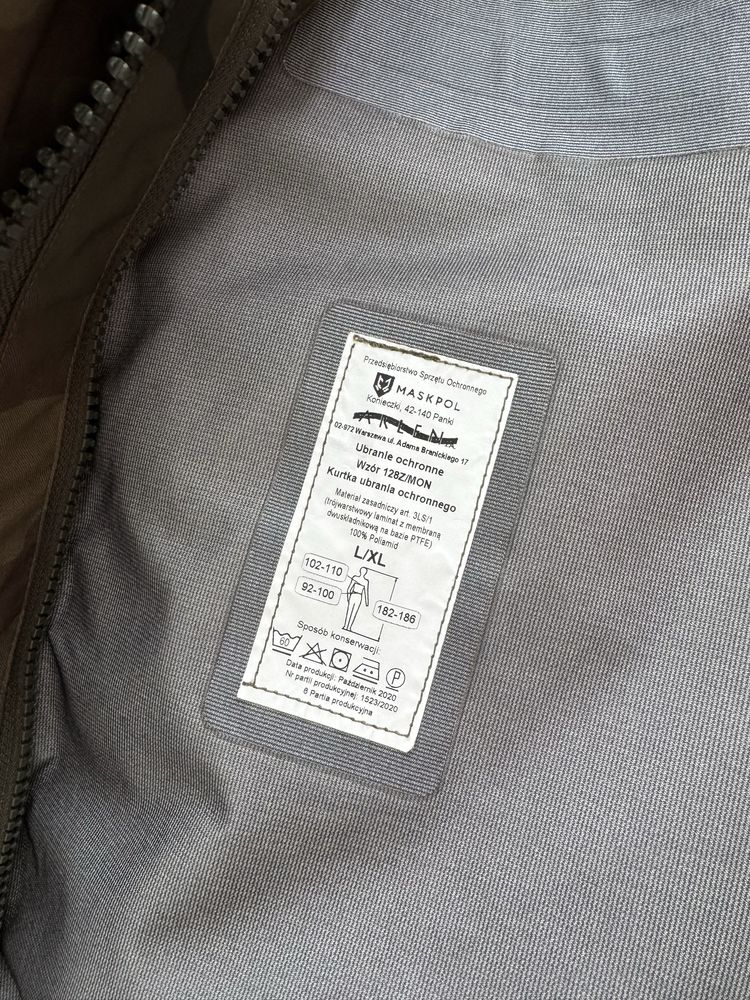 Przedsiębiorstwo Sprzętu Ochronnego
MASKPOL
Konieczki, 42-140 Panki
ARLEN
02-972 Warszawa ul. Adama Branickiego 17
Ubranie ochronne
Wzór 128Z/MON
Kurtka ubrania ochronnego
Materiał zasadniczy art. 3LS/1
(trójwarstwowy laminat z membraną
dwuskładnikową na bazie PTFE)
100% Poliamid
L/XL
102-110
92-100
182-186
Sposób konserwacji:
60
P
Data produkcji: Październik 2020
Nr partii produkcyjnej: 1523/2020
6 Partia produkcyjna